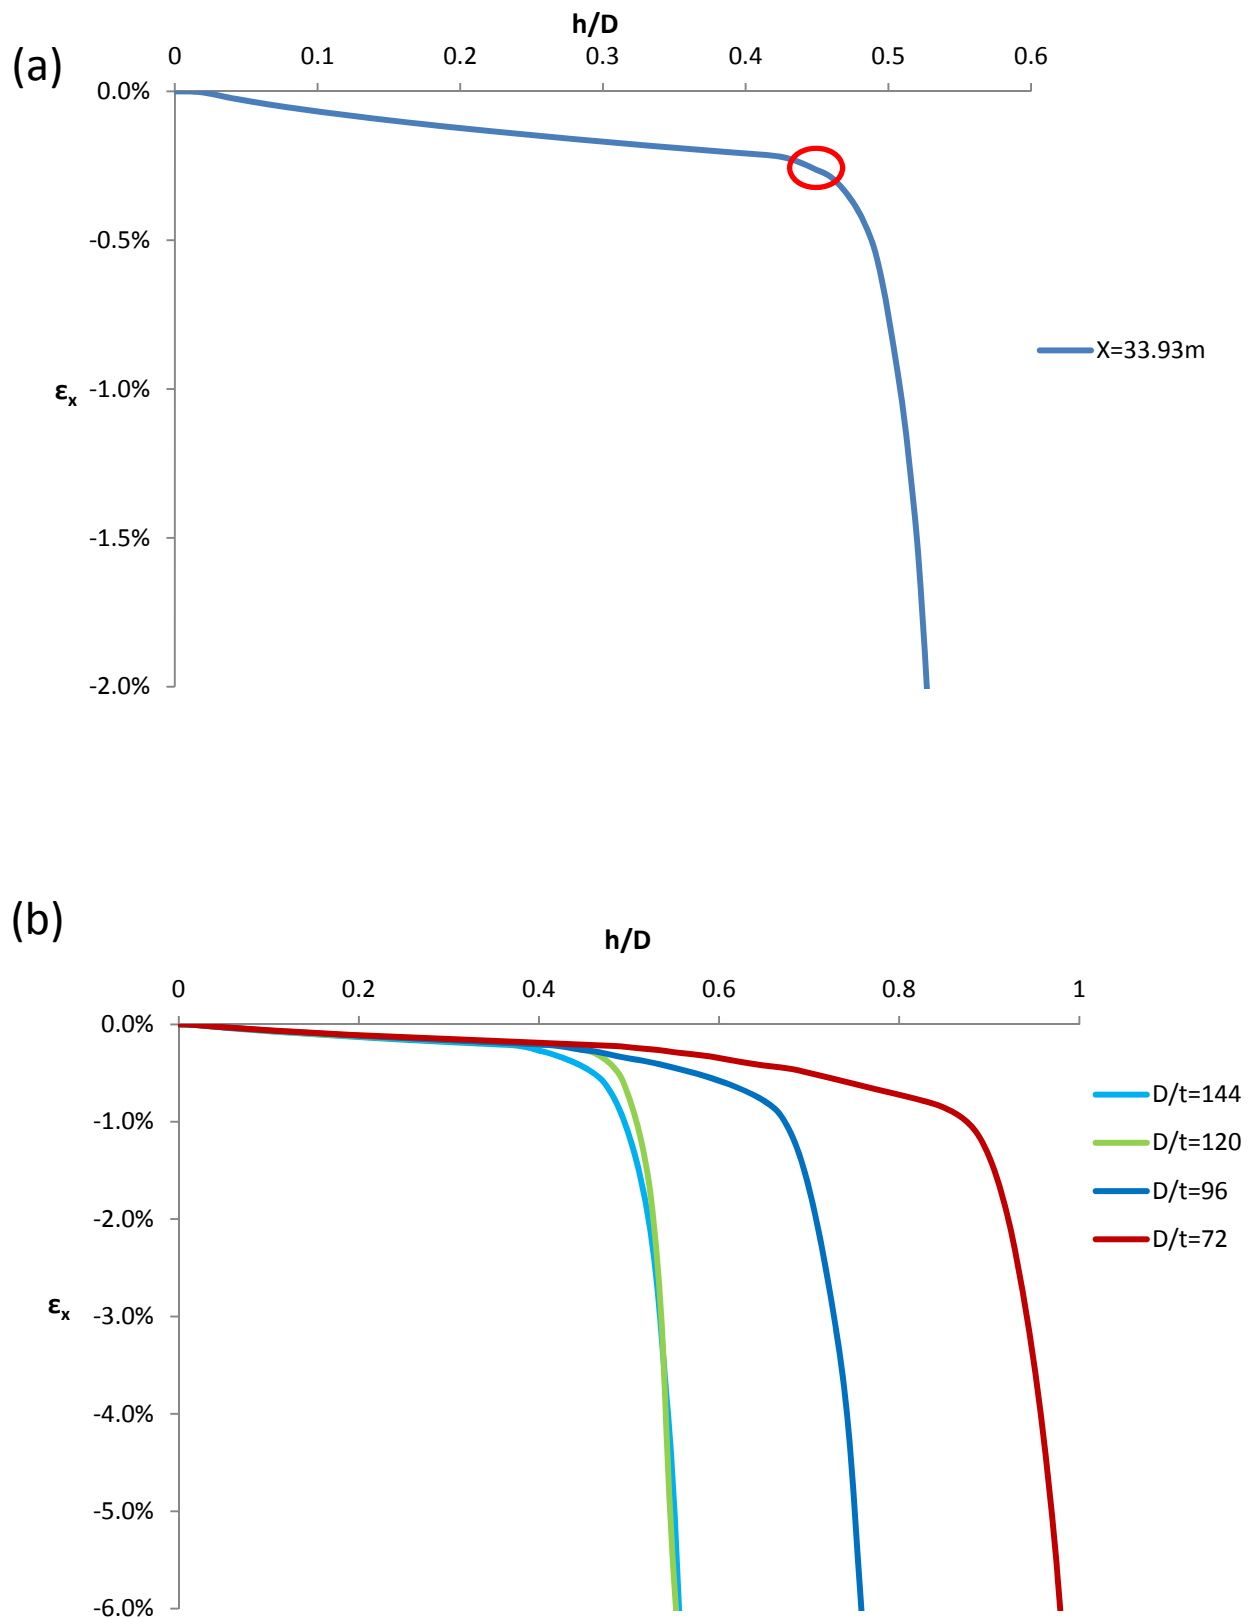 h/D
(a)
0 0.1 0.2 0.3 0.4 0.5 0.6
0.0%
-0.5%
X=33.93m
εx -1.0%
-1.5%
-2.0%
(b)
h/D
0 0.2 0.4 0.6 0.8 1
0.0%
D/t=144
-1.0%
D/t=120
D/t=96
-2.0%
D/t=72
εx -3.0%
-4.0%
-5.0%
-6.0%